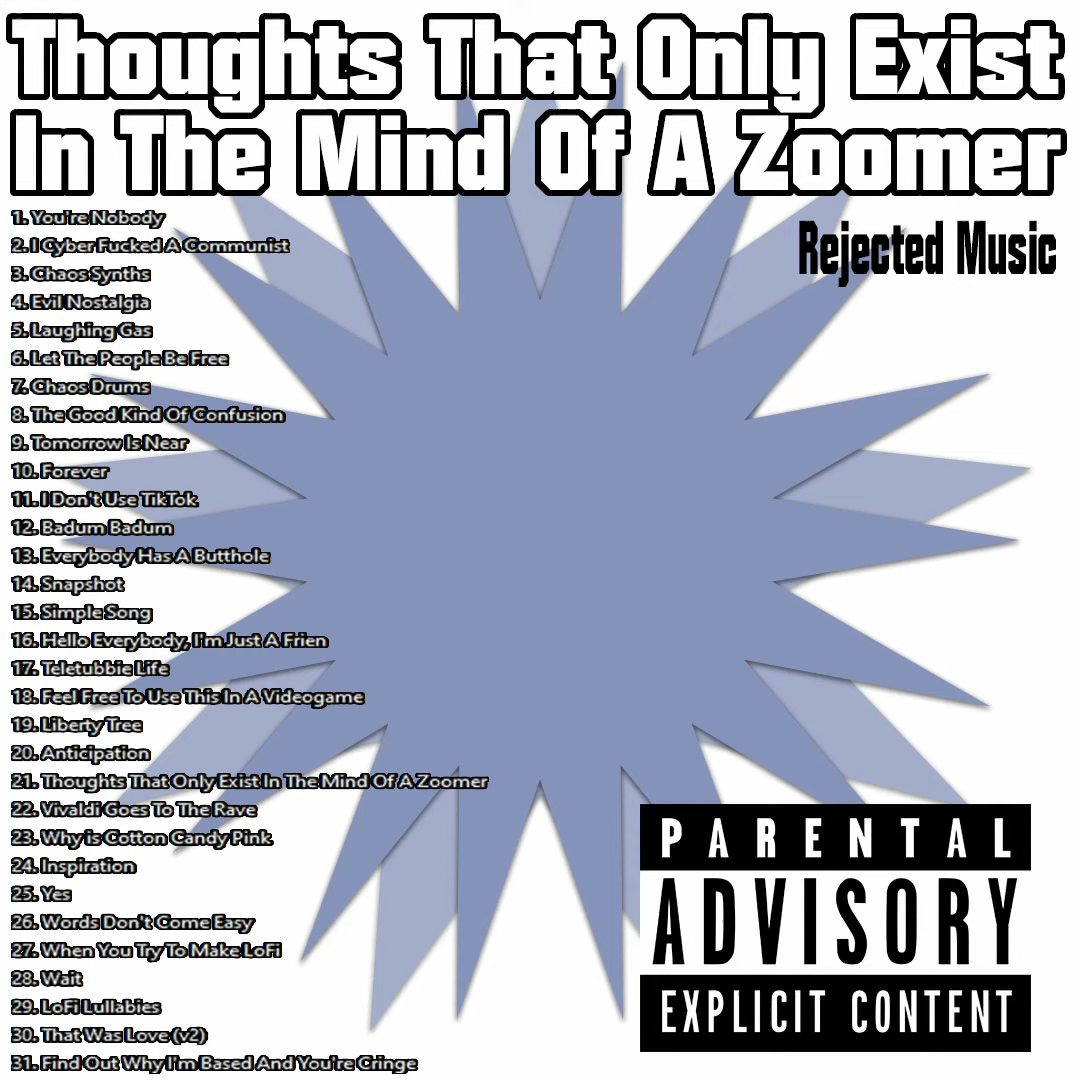 Thoughts That Only Exist
In The Mind Of A Zoomer
Rejected Music
1. You're Nobody
2. I Cyber Fucked A Communist
3. Chaos Synths
4. Evil Nostalgia
5. Laughing Gas
6. Let The People Be Free
7. Chaos Drums
8. The Good Kind Of Confusion
9. Tomorrow Is Near
10. Forever
11. I Don't Use TikTok
12. Badum Badum
13. Everybody Has A Butthole
14. Snapshot
15. Simple Song
16. Hello Everybody, I'm Just A Frien
17. Teletubbie Life
18. Feel Free To Use This In A Videogame
19. Liberty Tree
20. Anticipation
21. Thoughts That Only Exist In The Mind Of A Zoomer
22. Vivaldi Goes To The Rave
23. Why is Cotton Candy Pink
24. Inspiration
25. Yes
26. Words Don't Come Easy
27. When You Try To Make LoFi
28. Wait
29. LoFi Lullabies
30. That Was Love (v2)
31. Find Out Why I'm Based And You're Cringe
PARENTAL
ADVISORY
EXPLICIT CONTENT